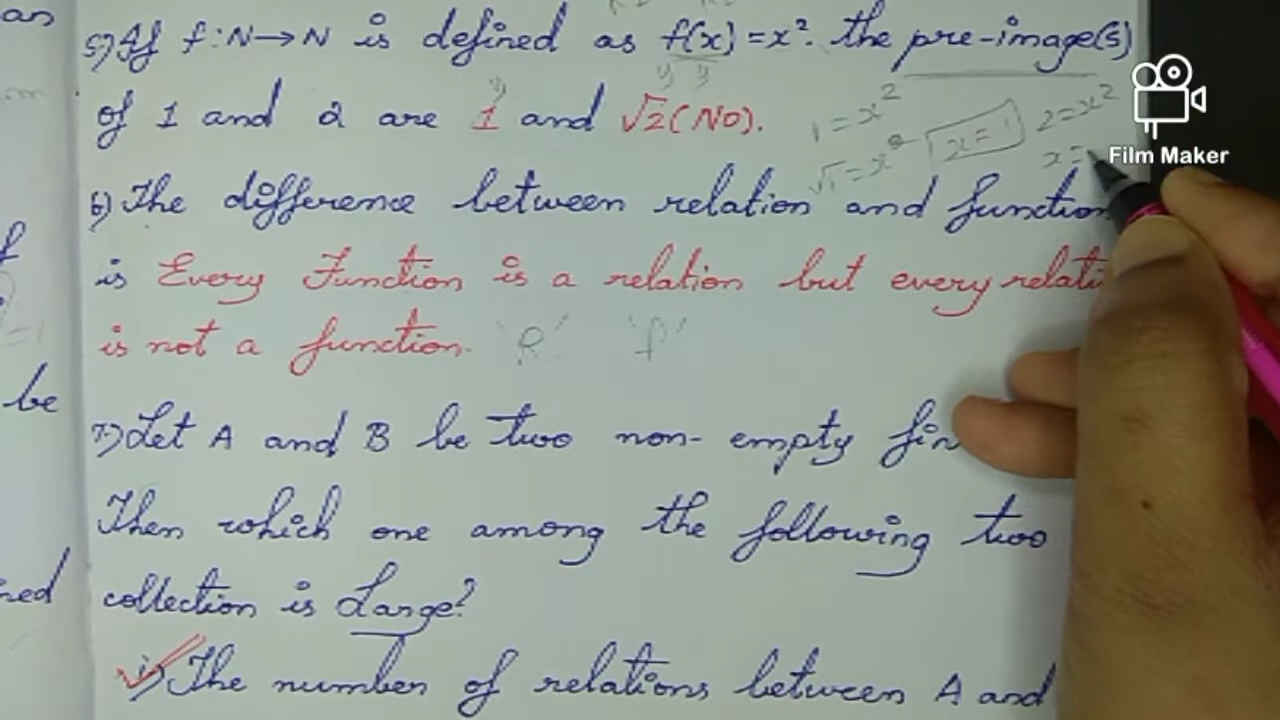 as
5) If f:N→N is defined as f(x)=x². the pre-image(s)
of 1 and 2 are 1 and √2(No).
y y y
1=x² 2=x²
√1=x x=1 x=
Film Maker
6) The difference between relation and function
is Every Function is a relation but every relati
is not a function. 'R' 'f'
be
7) Let A and B be two non-empty fin
Then which one among the following two
ned
collection is Large?
i) The number of relations between A and